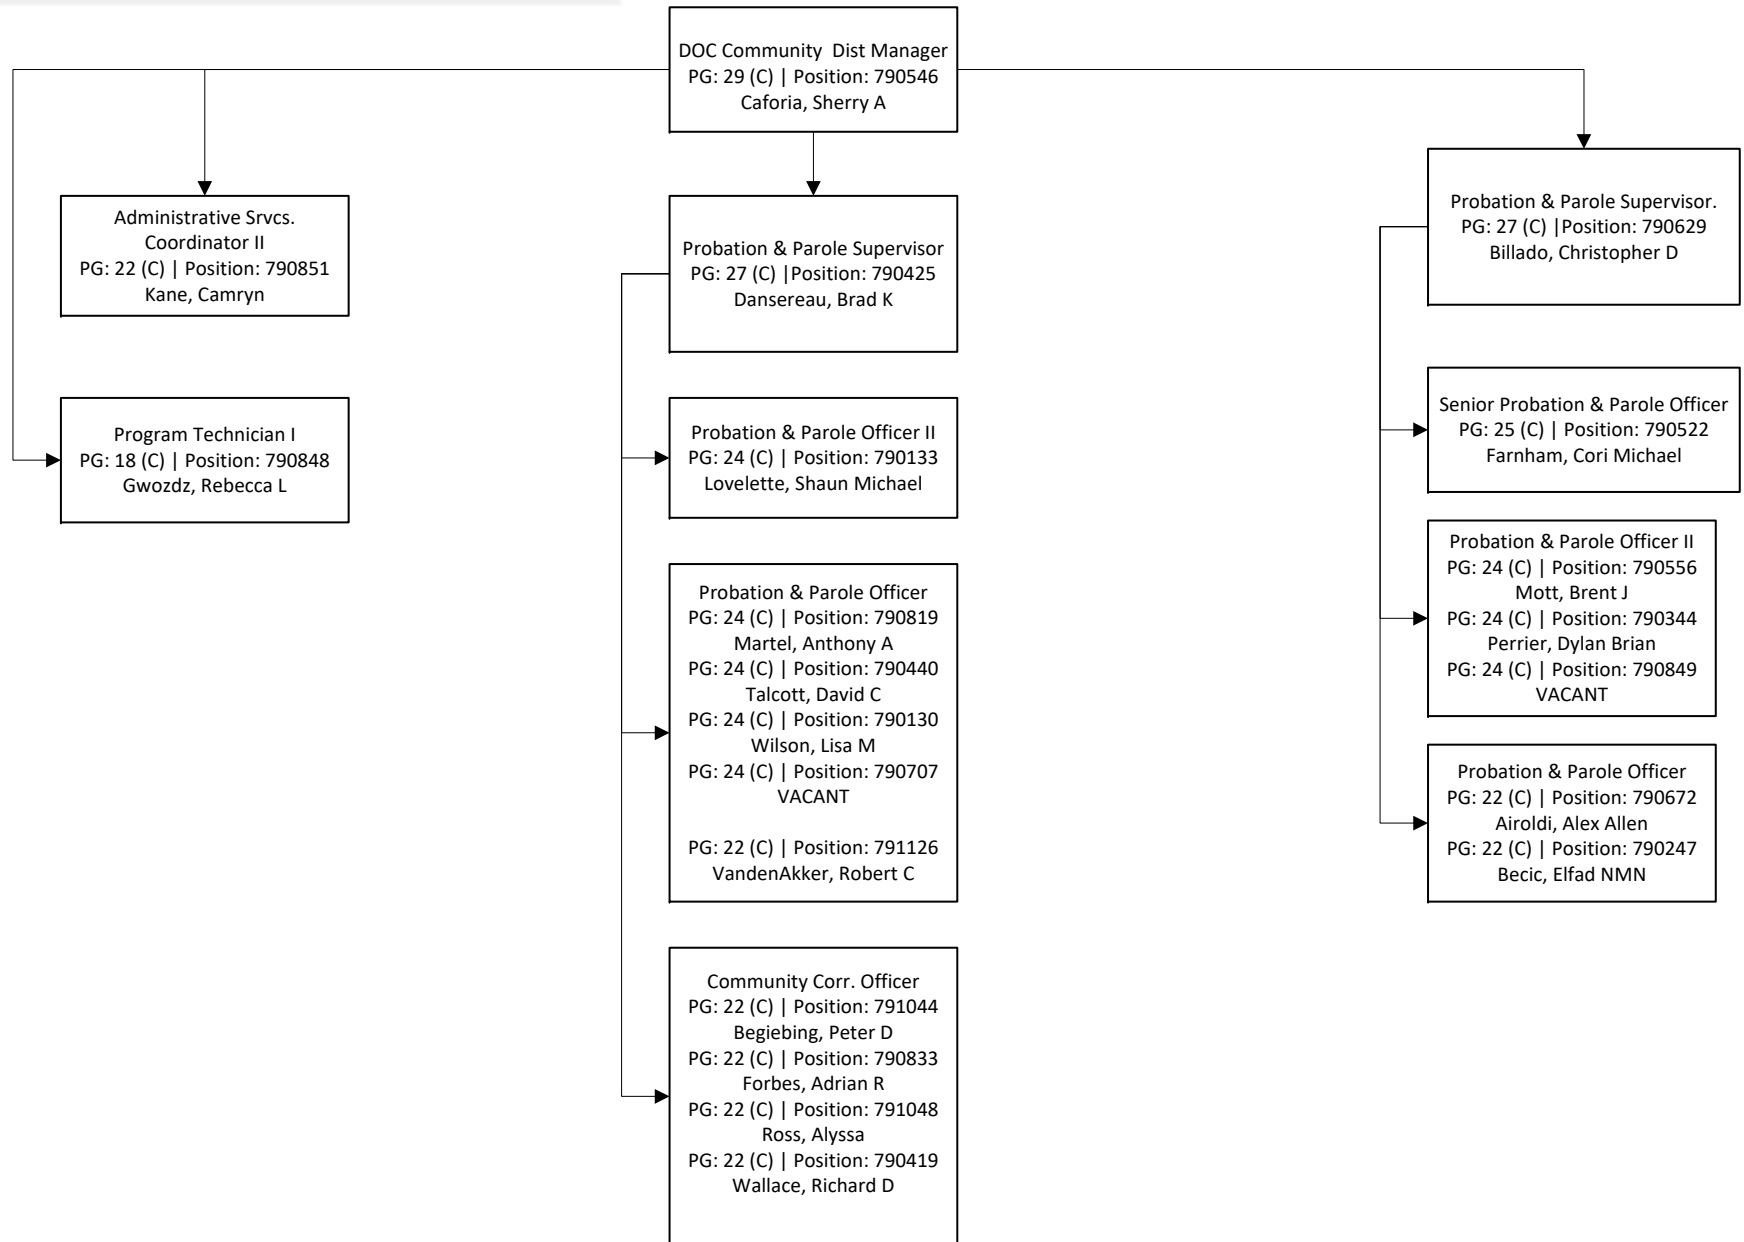 DOC Community  Dist Manager
PG: 29 (C) | Position: 790546
Caforia, Sherry A
Administrative Srvcs.
Coordinator II
PG: 22 (C) | Position: 790851
Kane, Camryn
Program Technician I
PG: 18 (C) | Position: 790848
Gwozdz, Rebecca L
Probation & Parole Supervisor
PG: 27 (C) |Position: 790425
Dansereau, Brad K
Probation & Parole Officer II
PG: 24 (C) | Position: 790133
Lovelette, Shaun Michael
Probation & Parole Officer
PG: 24 (C) | Position: 790819
Martel, Anthony A
PG: 24 (C) | Position: 790440
Talcott, David C
PG: 24 (C) | Position: 790130
Wilson, Lisa M
PG: 24 (C) | Position: 790707
VACANT
PG: 22 (C) | Position: 791126
VandenAkker, Robert C
Community Corr. Officer
PG: 22 (C) | Position: 791044
Begiebing, Peter D
PG: 22 (C) | Position: 790833
Forbes, Adrian R
PG: 22 (C) | Position: 791048
Ross, Alyssa
PG: 22 (C) | Position: 790419
Wallace, Richard D
Probation & Parole Supervisor.
PG: 27 (C) |Position: 790629
Billado, Christopher D
Senior Probation & Parole Officer
PG: 25 (C) | Position: 790522
Farnham, Cori Michael
Probation & Parole Officer II
PG: 24 (C) | Position: 790556
Mott, Brent J
PG: 24 (C) | Position: 790344
Perrier, Dylan Brian
PG: 24 (C) | Position: 790849
VACANT
Probation & Parole Officer
PG: 22 (C) | Position: 790672
Airoldi, Alex Allen
PG: 22 (C) | Position: 790247
Becic, Elfad NMN